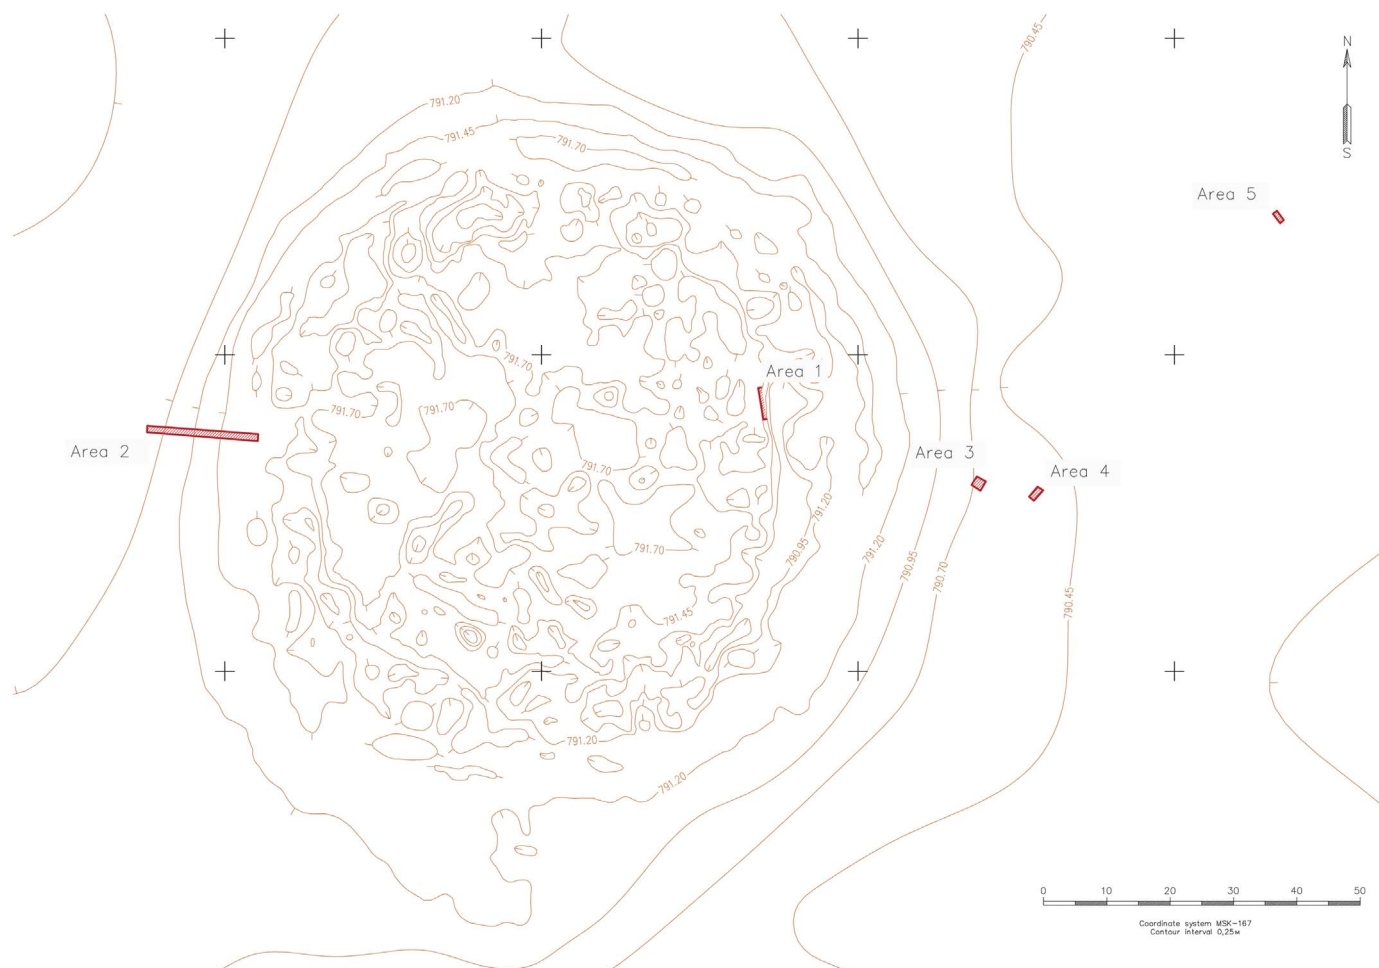 790.45
N
791.20
791.45
791.70
S
Area 5
791.70
Area 1
791.70
791.70
Area 2
Area 3
Area 4
791.70
791.20
790.95
791.20
791.70
790.95
790.70
790.45
791.45
791.20
791.20
0 10 20 30 40 50
Coordinate system MSK-167
Contour interval 0,25м